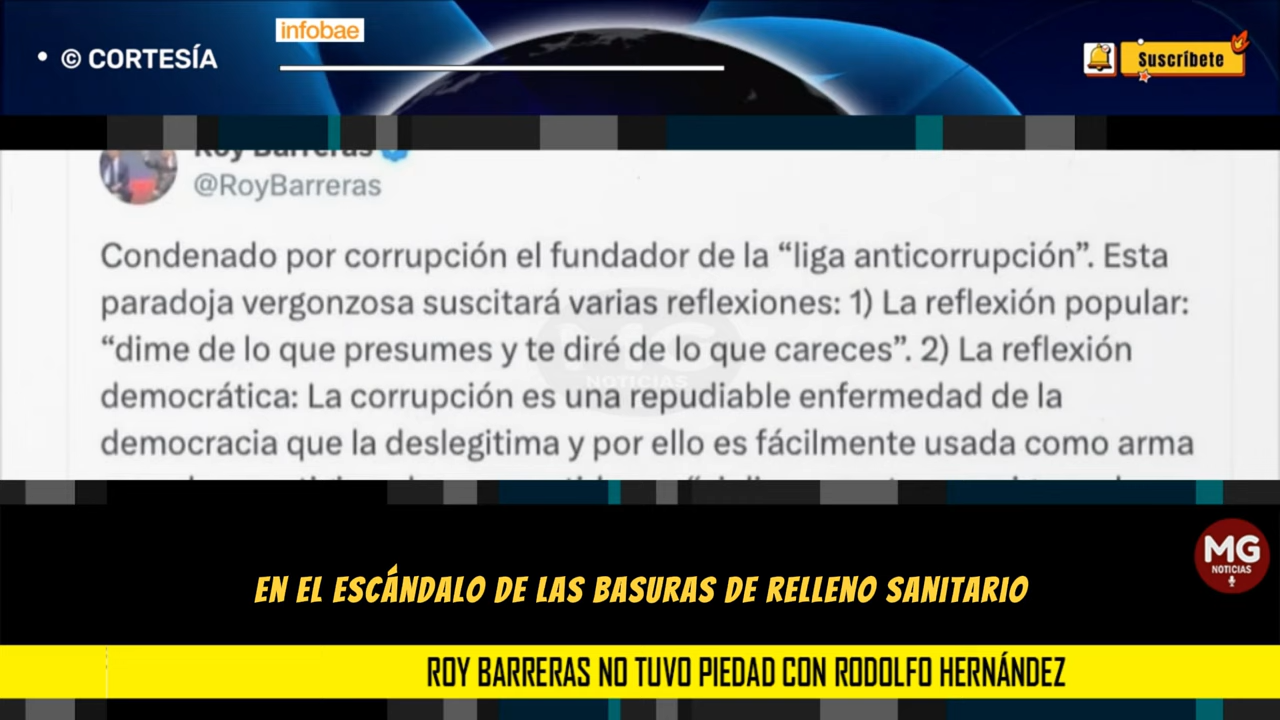 infobae
• © CORTESÍA
Suscríbete
Roy Barreras
@RoyBarreras
Condenado por corrupción el fundador de la “liga anticorrupción”. Esta
paradoja vergonzosa suscitará varias reflexiones: 1) La reflexión popular:
“dime de lo que presumes y te diré de lo que careces”. 2) La reflexión
democrática: La corrupción es una repudiable enfermedad de la
democracia que la deslegitima y por ello es fácilmente usada como arma
MG
NOTICIAS
EN EL ESCÁNDALO DE LAS BASURAS DE RELLENO SANITARIO
MG
NOTICIAS
ROY BARRERAS NO TUVO PIEDAD CON RODOLFO HERNÁNDEZ